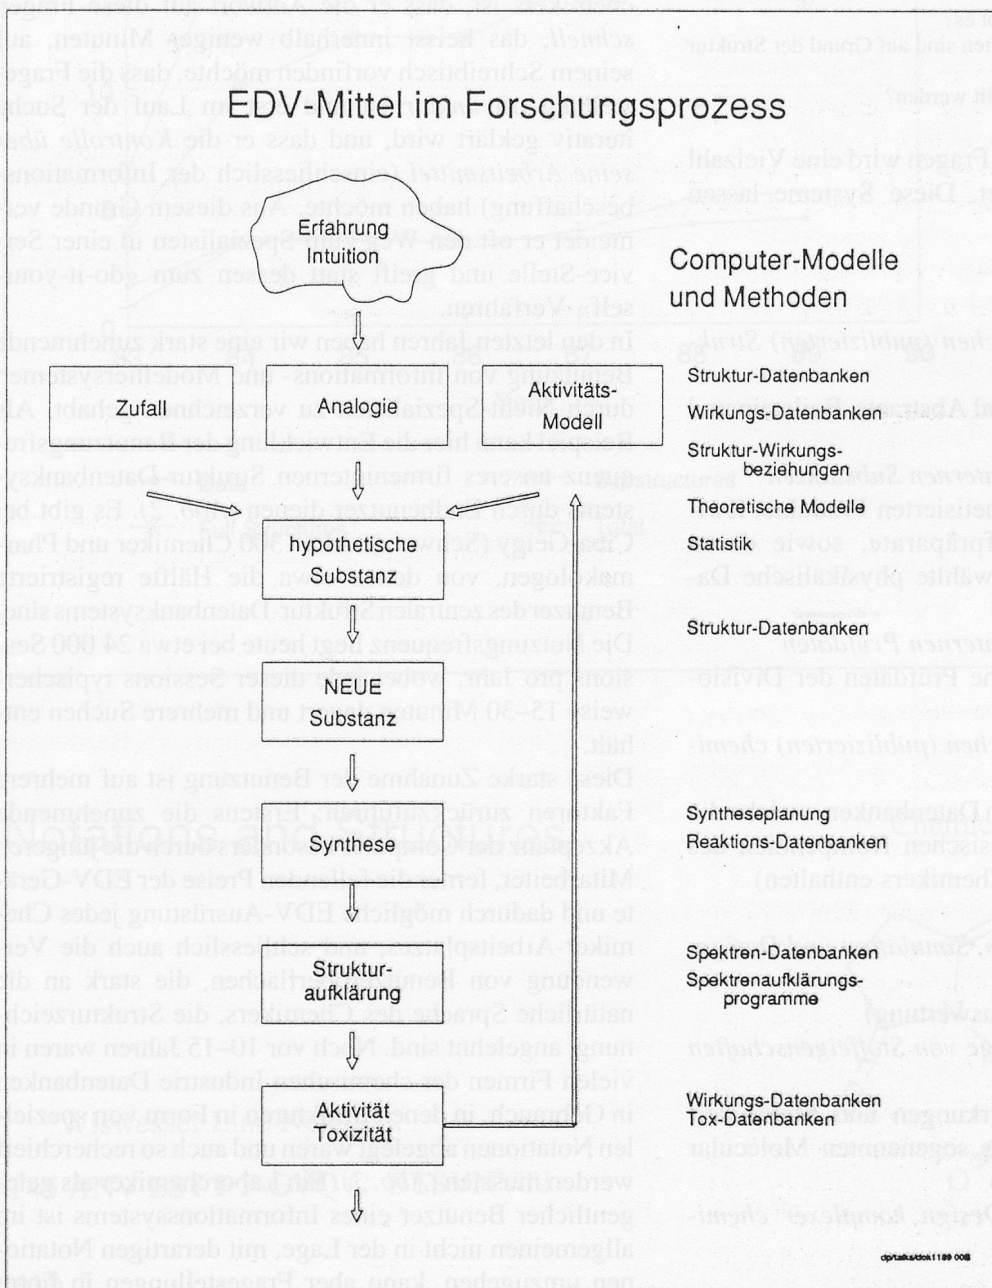 EDV-Mittel im Forschungsprozess
Erfahrung
Intuition
Computer-Modelle
und Methoden
Zufall
Analogie
Aktivitäts-
Modell
Struktur-Datenbanken
Wirkungs-Datenbanken
Struktur-Wirkungs-
beziehungen
Theoretische Modelle
Statistik
hypothetische
Substanz
Struktur-Datenbanken
NEUE
Substanz
Synthese
Syntheseplanung
Reaktions-Datenbanken
Struktur-
aufklärung
Spektren-Datenbanken
Spektrenaufklärungs-
programme
Aktivität
Toxizität
Wirkungs-Datenbanken
Tox-Datenbanken